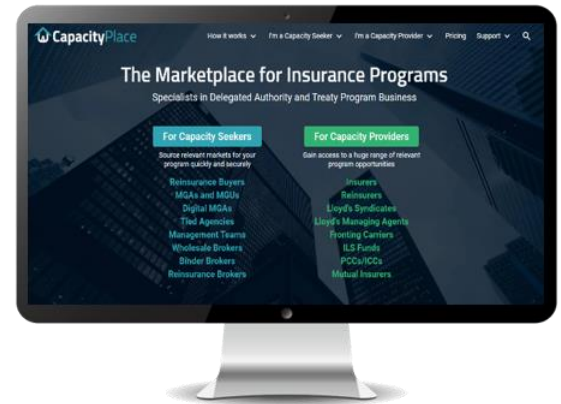 CapacityPlace
How it works I'm a Capacity Seeker I'm a Capacity Provider Pricing Support
The Marketplace for Insurance Programs
Specialists in Delegated Authority and Treaty Program Business
For Capacity Seekers
Source relevant markets for your
program quickly and securely
Reinsurance Buyers
MGAs and MGUs
Digital MGAs
Tied Agencies
Management Teams
Wholesale Brokers
Binder Brokers
Reinsurance Brokers
For Capacity Providers
Gain access to a huge range of relevant
program opportunities
Insurers
Reinsurers
Lloyd's Syndicates
Lloyd's Managing Agents
Fronting Carriers
ILS Funds
PCCs/ICCs
Mutual Insurers